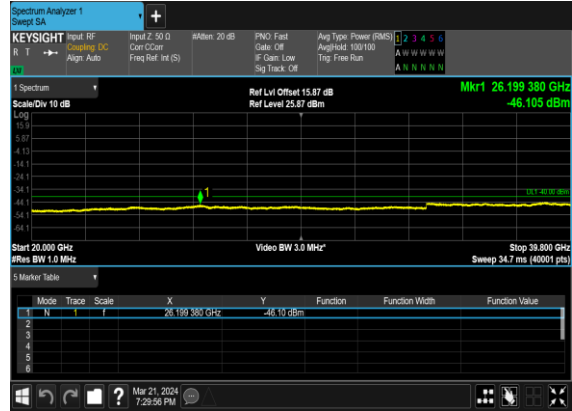 Spectrum Analyzer 1
Swept SA
+
KEYSIGHT Input: RF Input Z: 50 Ω #Atten: 20 dB PNO: Fast Avg Type: Power (RMS) 1 2 3 4 5 6
R T Coupling: DC Corr CCorr Gate: Off Avg|Hold: 100/100 A W W W W W
Align: Auto Freq Ref: Int (S) IF Gain: Low Trig: Free Run
Sig Track: Off A N N N N N
1 Spectrum Ref Lvl Offset 15.87 dB Mkr1 26.199 380 GHz
Scale/Div 10 dB Ref Level 25.87 dBm -46.105 dBm
Log
15.9
5.87
-4.13
-14.1
-24.1
-34.1 1 DL1 -40.00 dBm
-44.1
-54.1
-64.1
Start 20.000 GHz Video BW 3.0 MHz* Stop 39.800 GHz
#Res BW 1.0 MHz Sweep 34.7 ms (40001 pts)
5 Marker Table
Mode Trace Scale X Y Function Function Width Function Value
1 N 1 f 26.199 380 GHz -46.10 dBm
2
3
4
5
6
? Mar 21, 2024
7:29:56 PM